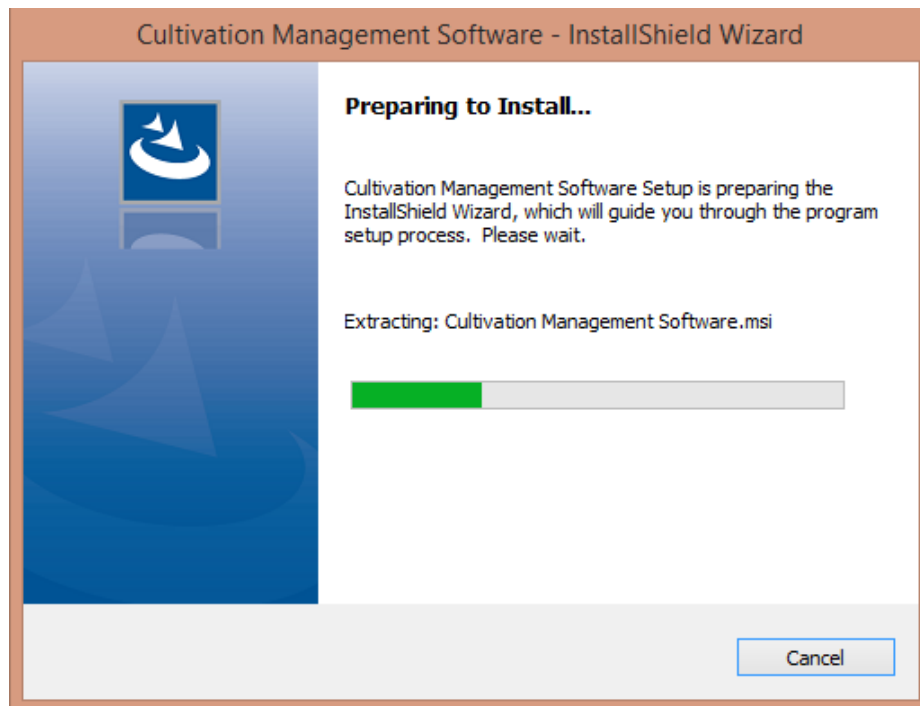 Cultivation Management Software - InstallShield Wizard
Preparing to Install...
Cultivation Management Software Setup is preparing the
InstallShield Wizard, which will guide you through the program
setup process.  Please wait.
Extracting: Cultivation Management Software.msi
Cancel